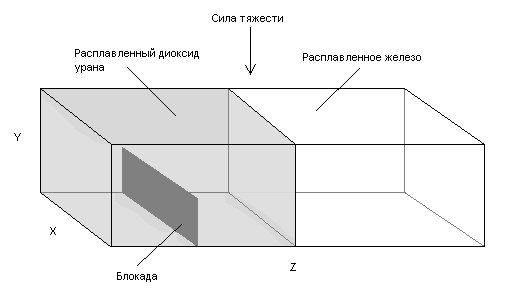 Сила тяжести
Расплавленный диоксид
урана
Расплавленное железо
Y
X
Блокада
Z